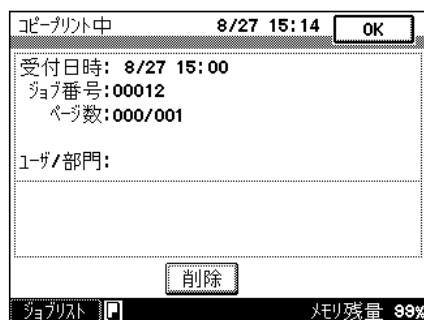 コピープリント中 8/27 15:14 OK
受付日時: 8/27 15:00
ジョブ番号:00012
ページ数:000/001
ユーザ/部門:
削除
ジョブリスト メモリ残量 99%